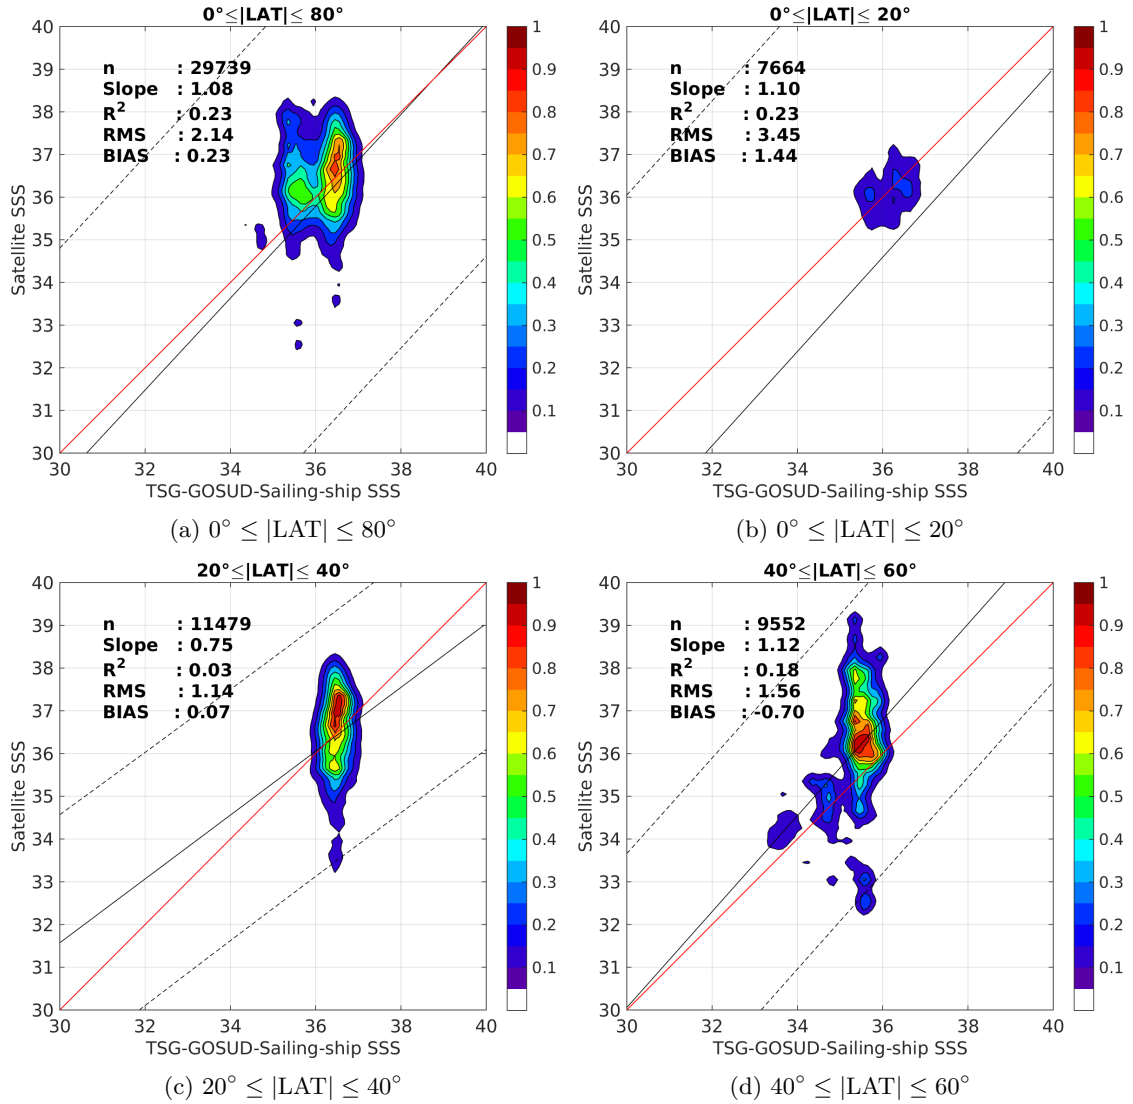 0°≤|LAT|≤ 80°
n : 29739
Slope : 1.08
R² : 0.23
RMS : 2.14
BIAS : 0.23
40
39
38
37
36
35
34
33
32
31
30
Satellite SSS
30 32 34 36 38 40
TSG-GOSUD-Sailing-ship SSS
1
0.9
0.8
0.7
0.6
0.5
0.4
0.3
0.2
0.1
(a) 0° ≤ |LAT| ≤ 80°
0°≤|LAT|≤ 20°
n : 7664
Slope : 1.10
R² : 0.23
RMS : 3.45
BIAS : 1.44
40
39
38
37
36
35
34
33
32
31
30
Satellite SSS
30 32 34 36 38 40
TSG-GOSUD-Sailing-ship SSS
1
0.9
0.8
0.7
0.6
0.5
0.4
0.3
0.2
0.1
(b) 0° ≤ |LAT| ≤ 20°
20°≤|LAT|≤ 40°
n : 11479
Slope : 0.75
R² : 0.03
RMS : 1.14
BIAS : 0.07
40
39
38
37
36
35
34
33
32
31
30
Satellite SSS
30 32 34 36 38 40
TSG-GOSUD-Sailing-ship SSS
1
0.9
0.8
0.7
0.6
0.5
0.4
0.3
0.2
0.1
(c) 20° ≤ |LAT| ≤ 40°
40°≤|LAT|≤ 60°
n : 9552
Slope : 1.12
R² : 0.18
RMS : 1.56
BIAS : -0.70
40
39
38
37
36
35
34
33
32
31
30
Satellite SSS
30 32 34 36 38 40
TSG-GOSUD-Sailing-ship SSS
1
0.9
0.8
0.7
0.6
0.5
0.4
0.3
0.2
0.1
(d) 40° ≤ |LAT| ≤ 60°